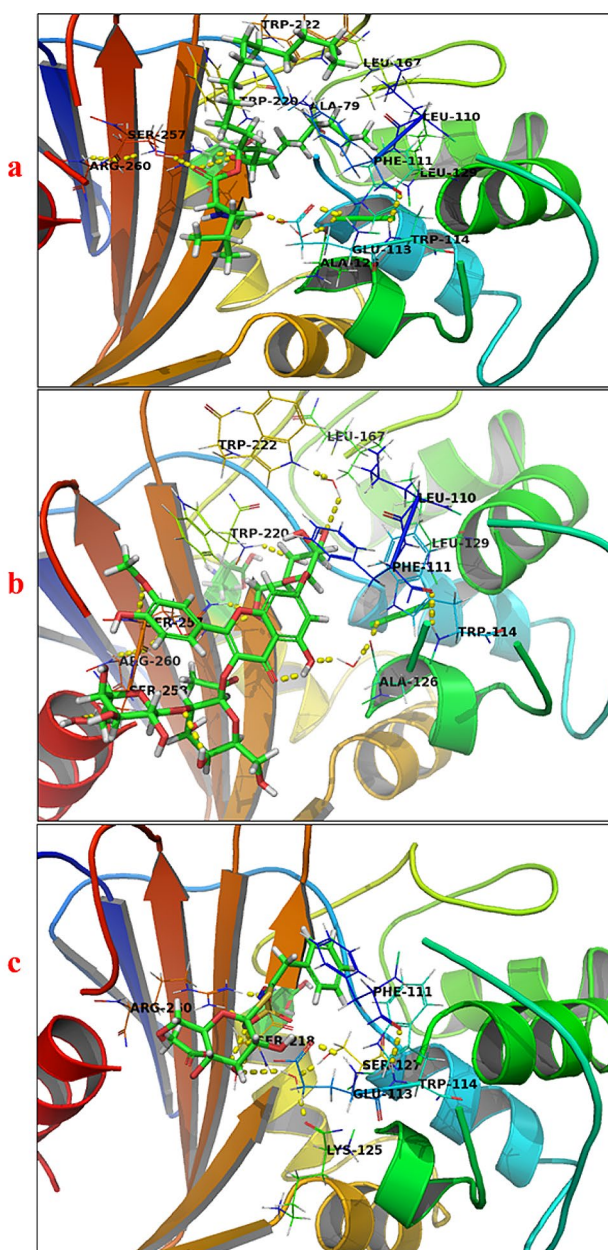 a
TRP-222
LEU-167
TRP-220
ALA-79
LEU-110
SER-257
PHE-111
ARG-260
LEU-129
GLU-113
TRP-114
b
TRP-222
LEU-167
LEU-110
TRP-220
LEU-129
PHE-111
ARG-260
TRP-114
ALA-126
c
PHE-111
SER-218
SER-127
GLU-113
TRP-114
LYS-125